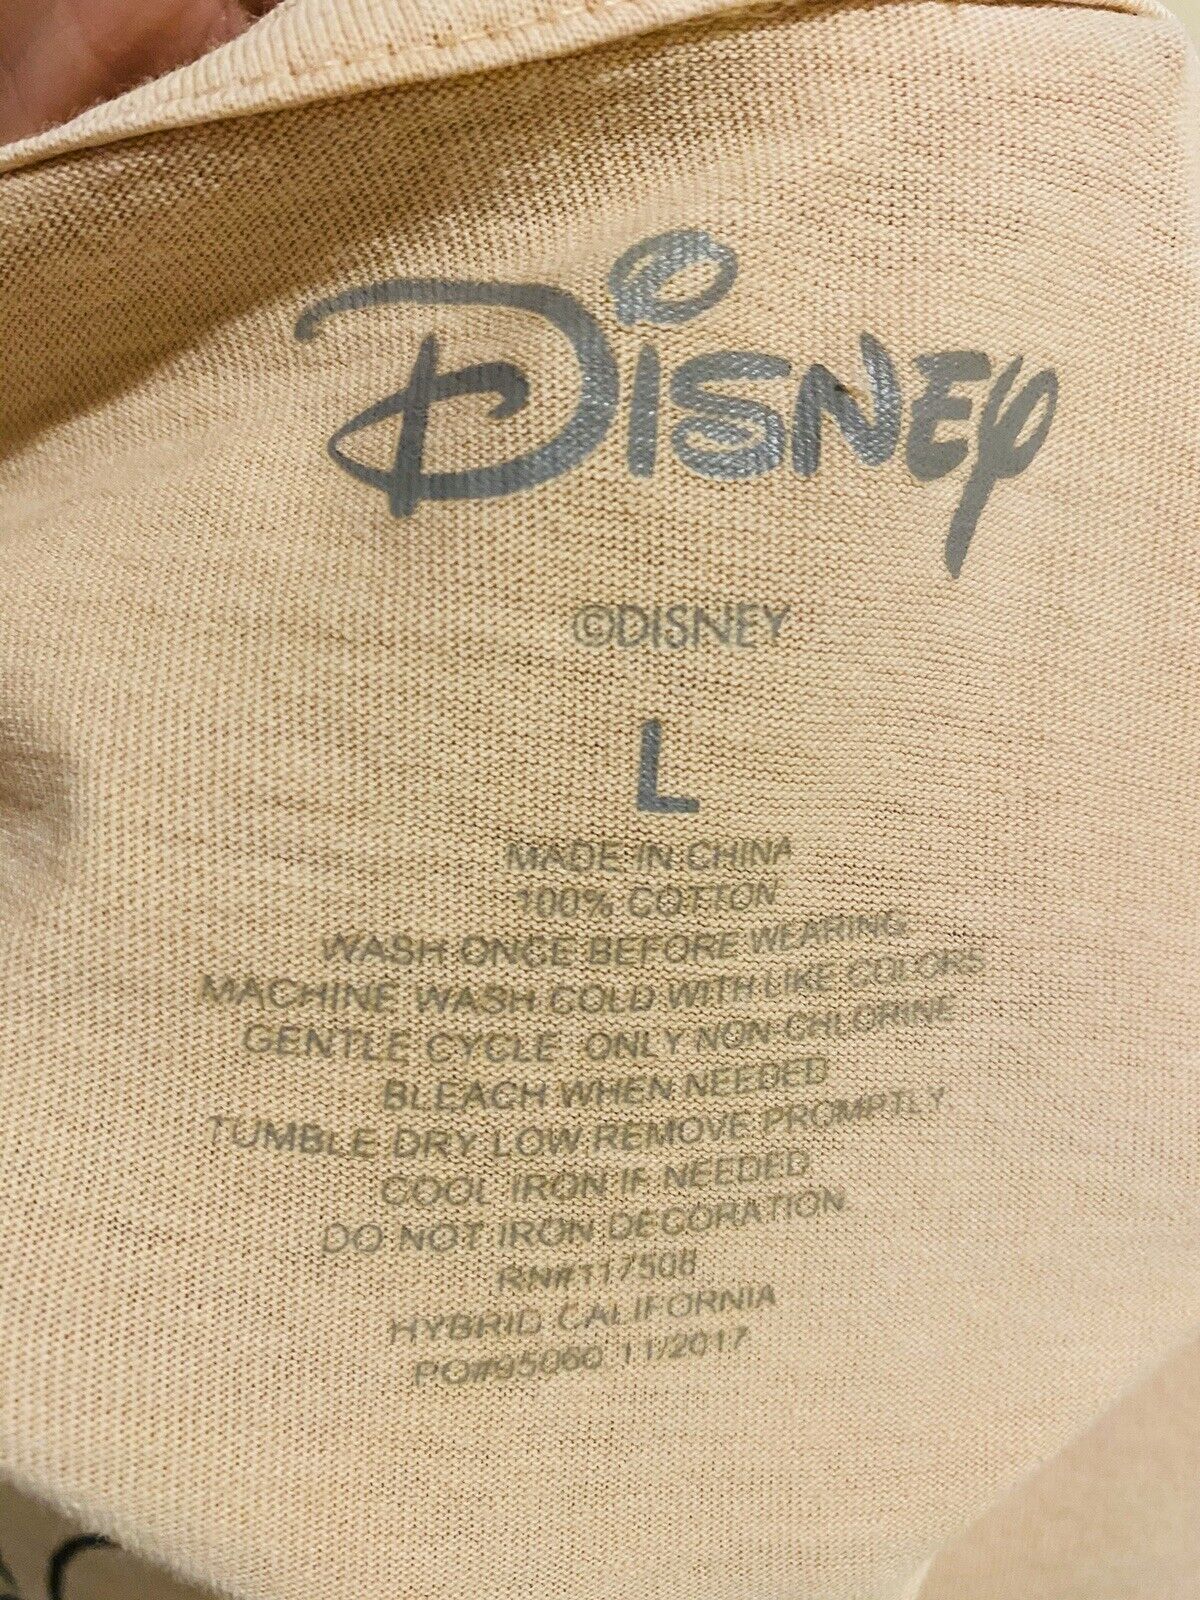 Disney
©DISNEY
L
MADE IN CHINA
100% COTTON
WASH ONCE BEFORE WEARING
MACHINE WASH COLD WITH LIKE COLORS
GENTLE CYCLE ONLY NON-CHLORINE
BLEACH WHEN NEEDED
TUMBLE DRY LOW, REMOVE PROMPTLY
COOL IRON IF NEEDED
DO NOT IRON DECORATION
RN#117508
HYBRID CALIFORNIA
PO#95060 11/2017